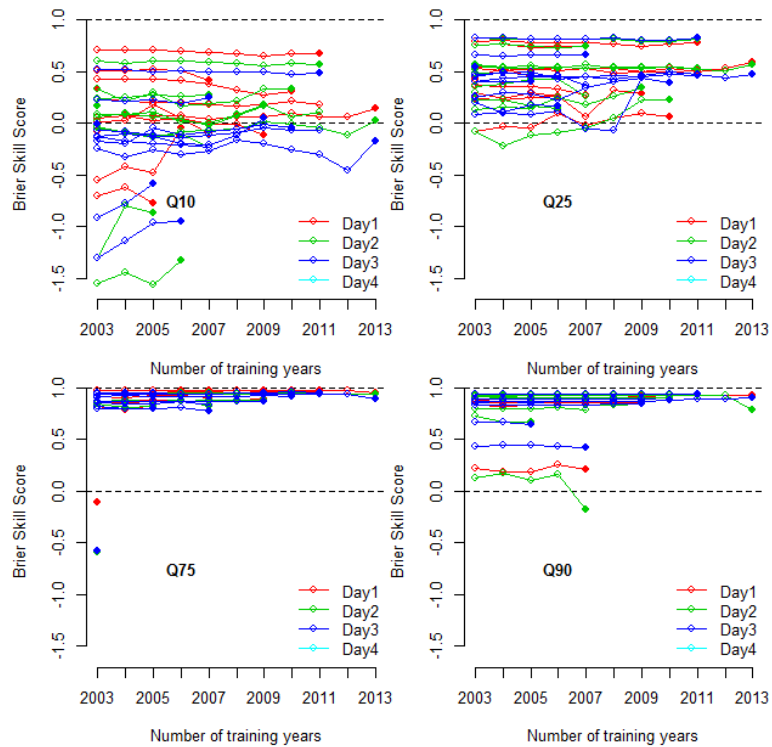 Brier Skill Score
1.0
0.5
0.0
-0.5
-1.0
-1.5
Q10
Day1
Day2
Day3
Day4
2003 2005 2007 2009 2011 2013
Number of training years
Brier Skill Score
1.0
0.5
0.0
-0.5
-1.0
-1.5
Q25
Day1
Day2
Day3
Day4
2003 2005 2007 2009 2011 2013
Number of training years
Brier Skill Score
1.0
0.5
0.0
-0.5
-1.0
-1.5
Q75
Day1
Day2
Day3
Day4
2003 2005 2007 2009 2011 2013
Number of training years
Brier Skill Score
1.0
0.5
0.0
-0.5
-1.0
-1.5
Q90
Day1
Day2
Day3
Day4
2003 2005 2007 2009 2011 2013
Number of training years